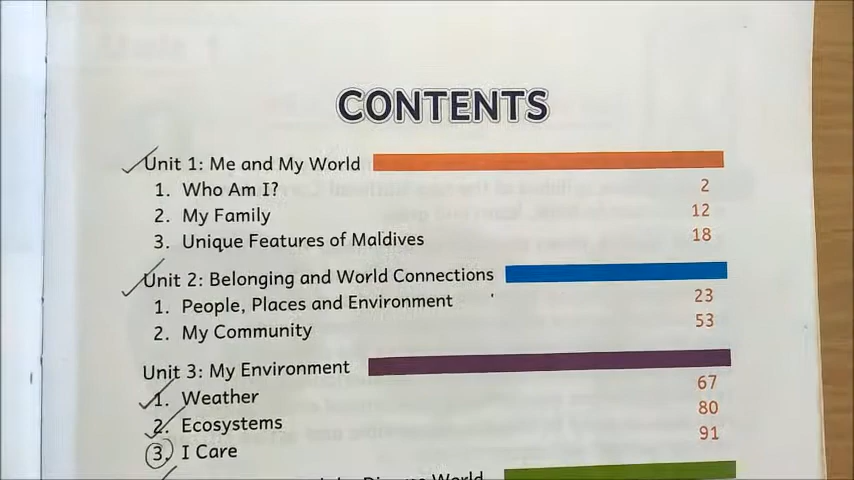 CONTENTS
Unit 1: Me and My World
1. Who Am I? 2
2. My Family 12
3. Unique Features of Maldives 18
Unit 2: Belonging and World Connections
1. People, Places and Environment 23
2. My Community 53
Unit 3: My Environment
1. Weather 67
2. Ecosystems 80
3. I Care 91
World